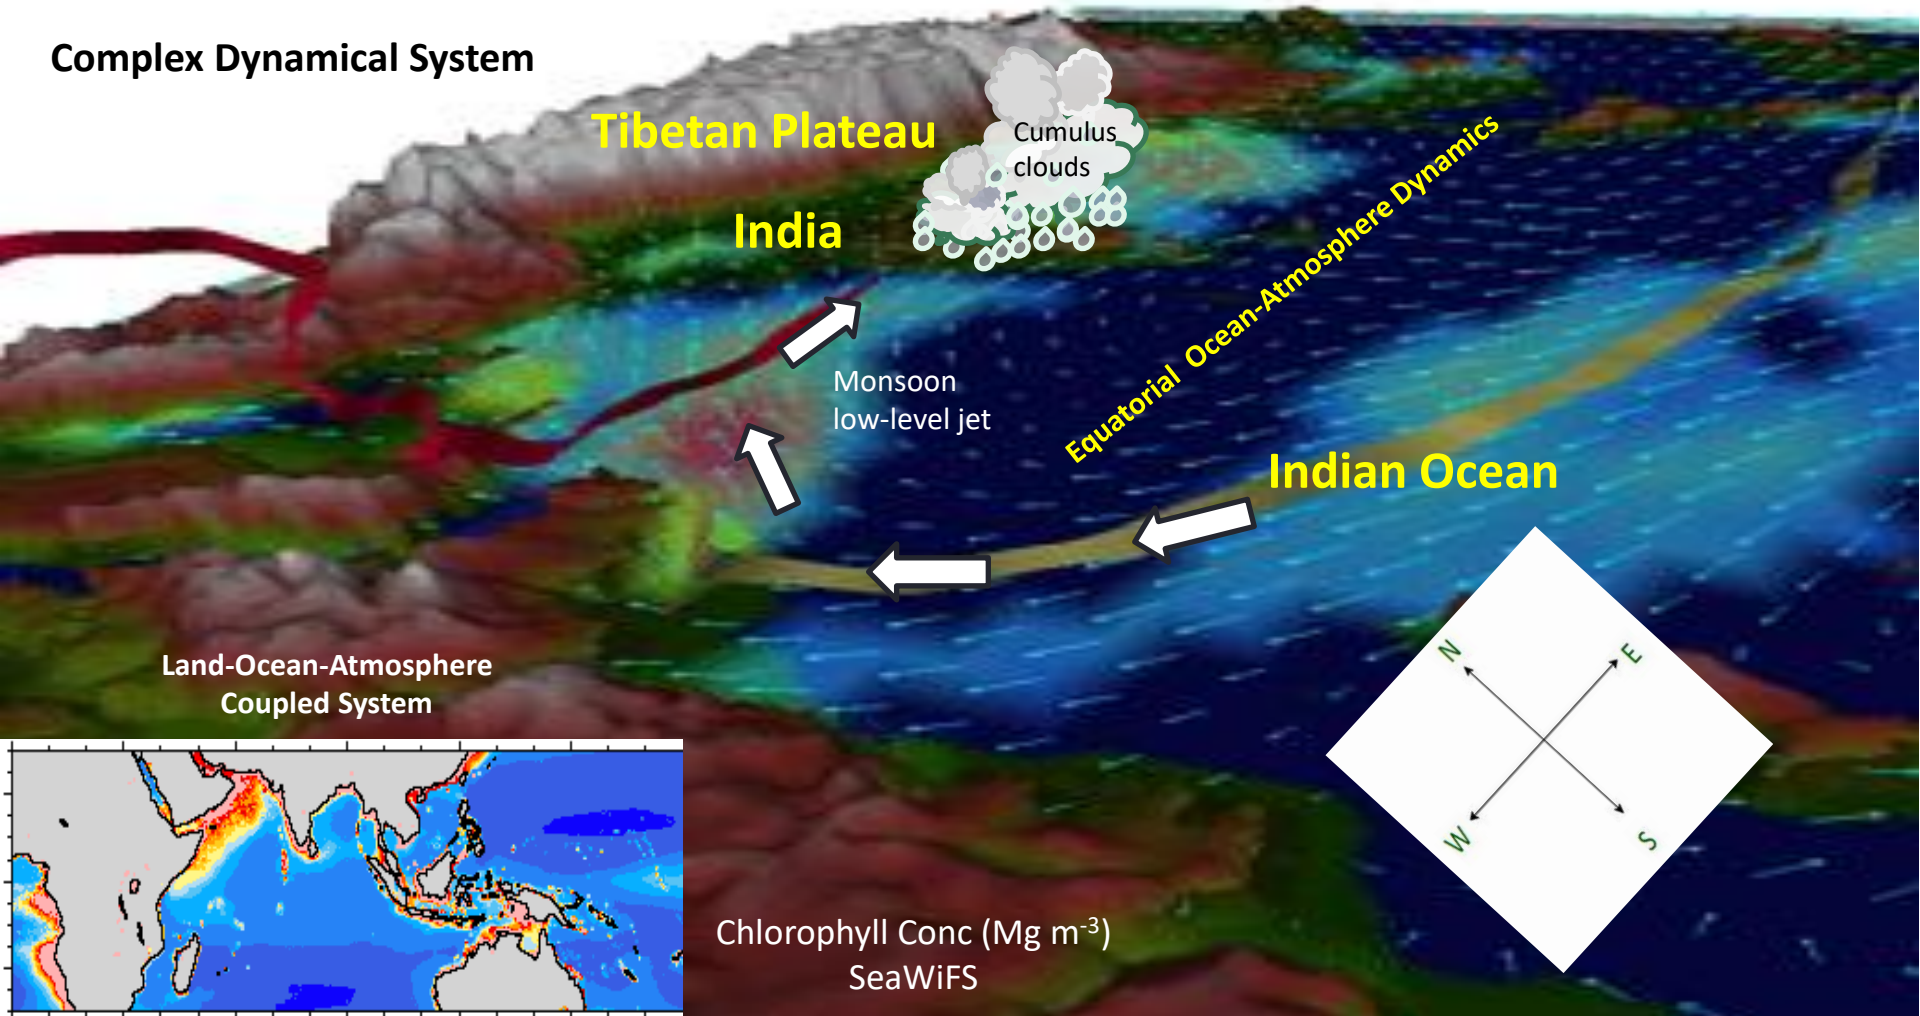 Complex Dynamical System
Tibetan Plateau
Cumulus
clouds
India
Equatorial Ocean-Atmosphere Dynamics
Monsoon
low-level jet
Indian Ocean
N
E
W
S
Land-Ocean-Atmosphere
Coupled System
Chlorophyll Conc (Mg m⁻³)
SeaWiFS